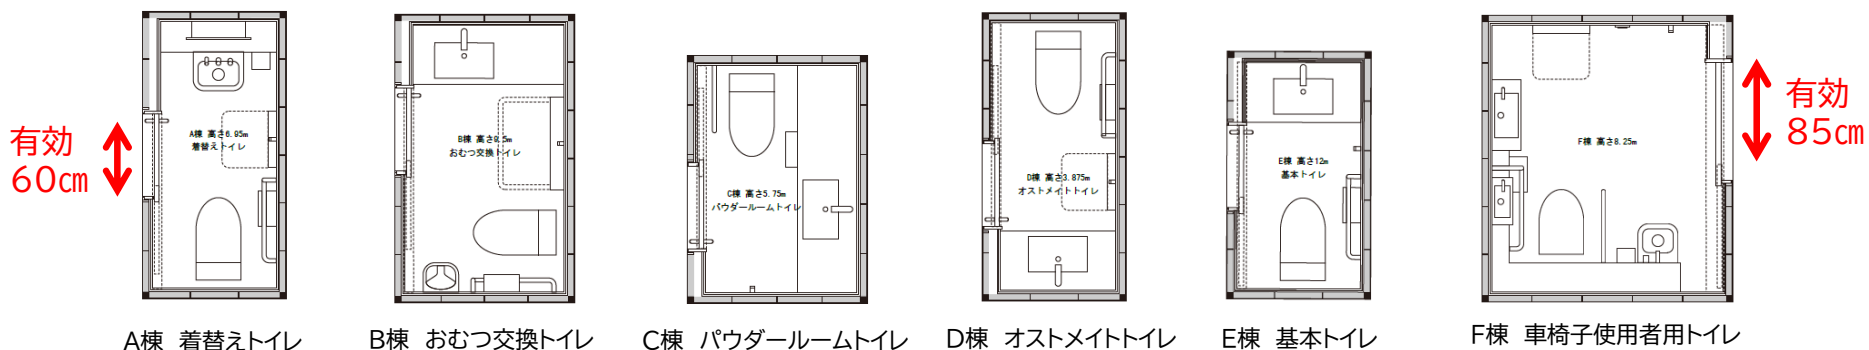 有効
60㎝
A棟 高さ6.95m
着替えトイレ
A棟 着替えトイレ
B棟 高さ9.5m
おむつ交換トイレ
B棟 おむつ交換トイレ
C棟 高さ5.75m
パウダールームトイレ
C棟 パウダールームトイレ
D棟 高さ3.875m
オストメイトトイレ
D棟 オストメイトトイレ
E棟 高さ12m
基本トイレ
E棟 基本トイレ
F棟 高さ8.25m
F棟 車椅子使用者用トイレ
有効
85㎝